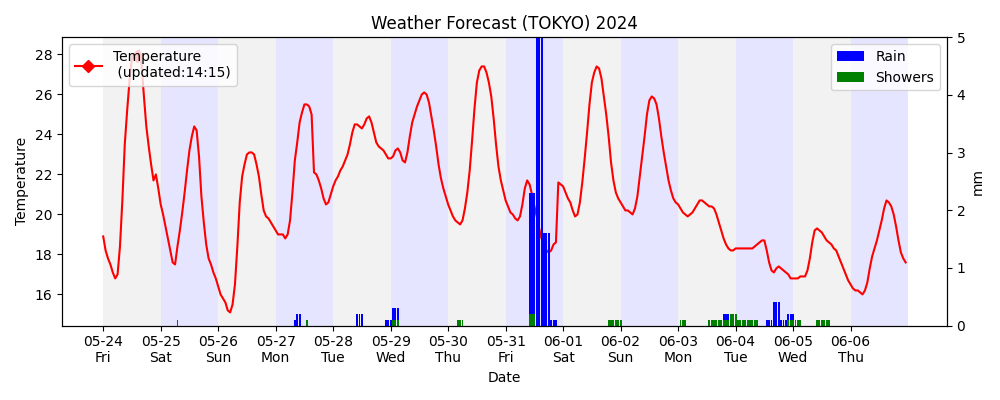 Weather Forecast (TOKYO) 2024
Temperature
(updated:14:15)
Rain
Showers
Temperature
28
26
24
22
20
18
16
5
4
3
2
1
0
mm
05-24 05-25 05-26 05-27 05-28 05-29 05-30 05-31 06-01 06-02 06-03 06-04 06-05 06-06
Fri Sat Sun Mon Tue Wed Thu Fri Sat Sun Mon Tue Wed Thu
Date